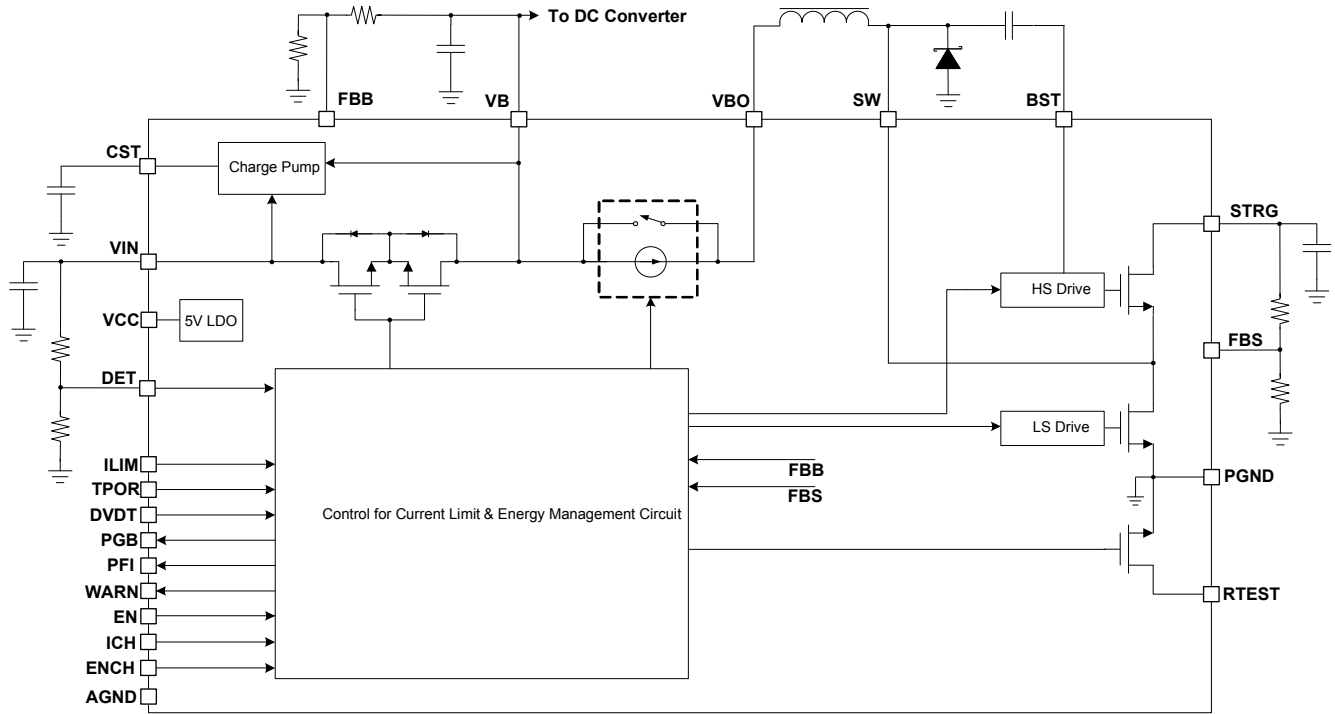 To DC Converter
FBB
VB
VBO
SW
BST
CST
Charge Pump
STRG
VIN
HS Drive
VCC
5V LDO
FBS
DET
LS Drive
ILIM
FBB
TPOR
PGND
FBS
DVDT
Control for Current Limit & Energy Management Circuit
PGB
PFI
WARN
RTEST
EN
ICH
ENCH
AGND